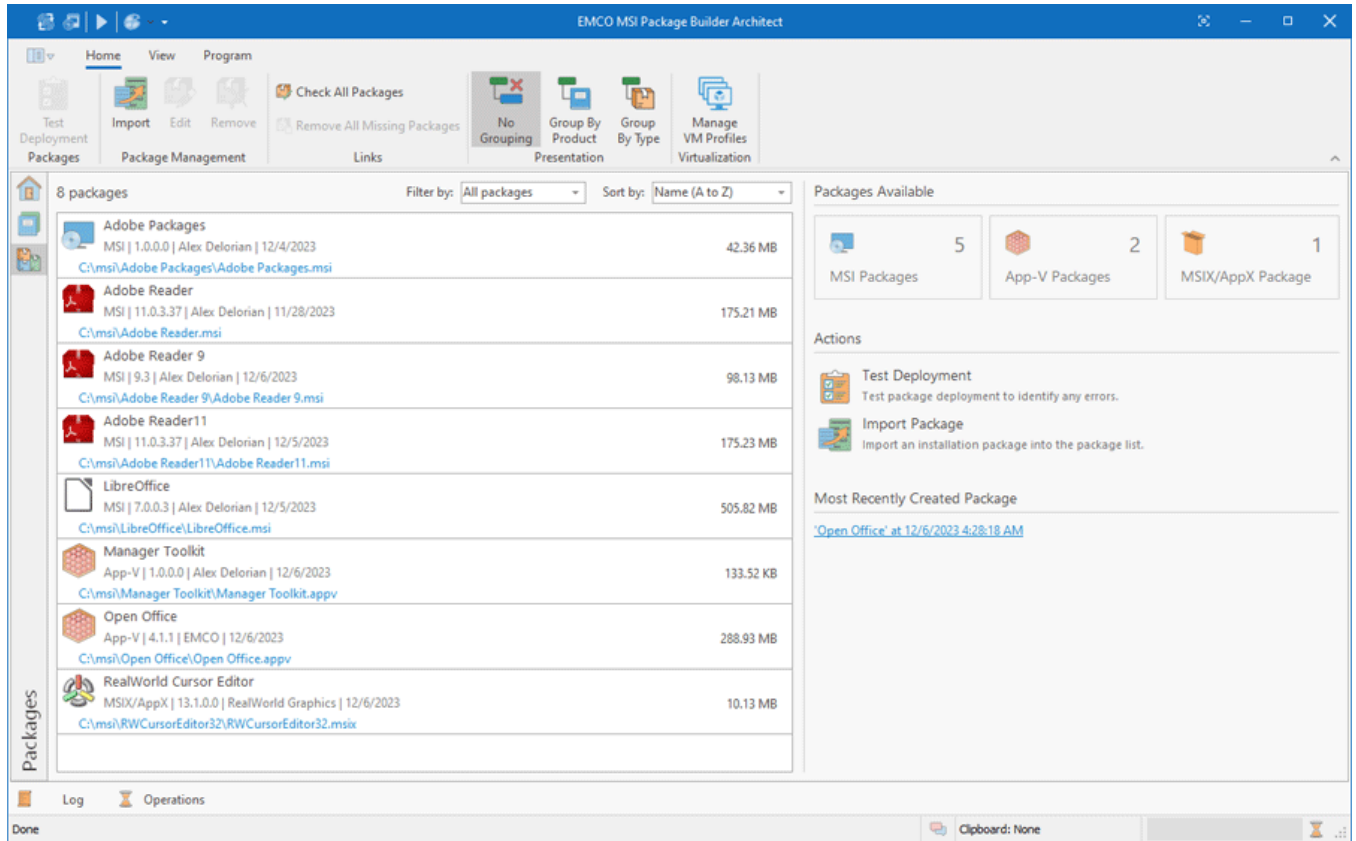 EMCO MSI Package Builder Architect
Home View Program
Test Deployment
Import
Edit
Remove
Check All Packages
Remove All Missing Packages
No Grouping
Group By Product
Group By Type
Manage VM Profiles
Packages
Package Management
Links
Presentation
Virtualization
8 packages
Filter by: All packages
Sort by: Name (A to Z)
Adobe Packages
MSI | 1.0.0.0 | Alex Delorian | 12/4/2023
42.36 MB
C:\msi\Adobe Packages\Adobe Packages.msi
Adobe Reader
MSI | 11.0.3.37 | Alex Delorian | 11/28/2023
175.21 MB
C:\msi\Adobe Reader.msi
Adobe Reader 9
MSI | 9.3 | Alex Delorian | 12/6/2023
98.13 MB
C:\msi\Adobe Reader 9\Adobe Reader 9.msi
Adobe Reader11
MSI | 11.0.3.37 | Alex Delorian | 12/5/2023
175.23 MB
C:\msi\Adobe Reader11\Adobe Reader11.msi
LibreOffice
MSI | 7.0.0.3 | Alex Delorian | 12/5/2023
505.82 MB
C:\msi\LibreOffice\LibreOffice.msi
Manager Toolkit
App-V | 1.0.0.0 | Alex Delorian | 12/6/2023
133.52 KB
C:\msi\Manager Toolkit\Manager Toolkit.appv
Open Office
App-V | 4.1.1 | EMCO | 12/6/2023
288.93 MB
C:\msi\Open Office\Open Office.appv
RealWorld Cursor Editor
MSIX/AppX | 13.1.0.0 | RealWorld Graphics | 12/6/2023
10.13 MB
C:\msi\RWCursorEditor32\RWCursorEditor32.msix
Packages
Packages Available
5
MSI Packages
2
App-V Packages
1
MSIX/AppX Package
Actions
Test Deployment
Test package deployment to identify any errors.
Import Package
Import an installation package into the package list.
Most Recently Created Package
'Open Office' at 12/6/2023 4:28:18 AM
Log
Operations
Done
Clipboard: None